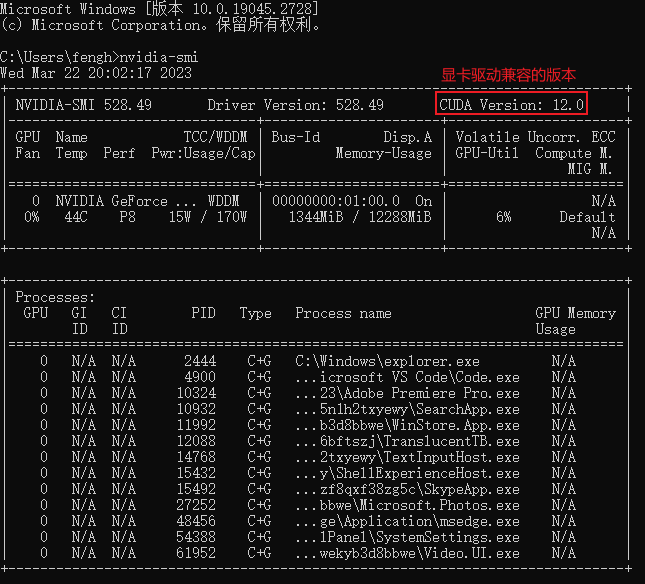 Microsoft Windows [版本 10.0.19045.2728]
(c) Microsoft Corporation。保留所有权利。
C:\Users\fengh>nvidia-smi
Wed Mar 22 20:02:17 2023
显卡驱动兼容的版本
NVIDIA-SMI 528.49 Driver Version: 528.49 CUDA Version: 12.0
GPU Name TCC/WDDM Bus-Id Disp.A Volatile Uncorr. ECC
Fan Temp Perf Pwr:Usage/Cap Memory-Usage GPU-Util Compute M.
MIG M.
0 NVIDIA GeForce ... WDDM 00000000:01:00.0 On N/A
0% 44C P8 15W / 170W 1344MiB / 12288MiB 6% Default
N/A
Processes:
GPU GI CI PID Type Process name GPU Memory
ID ID Usage
0 N/A N/A 2444 C+G C:\Windows\explorer.exe N/A
0 N/A N/A 4900 C+G ...icrosoft VS Code\Code.exe N/A
0 N/A N/A 10324 C+G ...23\Adobe Premiere Pro.exe N/A
0 N/A N/A 10932 C+G ...5nlh2txyewy\SearchApp.exe N/A
0 N/A N/A 11992 C+G ...b3d8bbwe\WinStore.App.exe N/A
0 N/A N/A 12088 C+G ...6bftszj\TranslucentTB.exe N/A
0 N/A N/A 14768 C+G ...2txyewy\TextInputHost.exe N/A
0 N/A N/A 15432 C+G ...y\ShellExperienceHost.exe N/A
0 N/A N/A 15492 C+G ...zf8qxf38zg5c\SkypeApp.exe N/A
0 N/A N/A 27252 C+G ...bbwe\Microsoft.Photos.exe N/A
0 N/A N/A 48456 C+G ...ge\Application\msedge.exe N/A
0 N/A N/A 54388 C+G ...lPanel\SystemSettings.exe N/A
0 N/A N/A 61952 C+G ...wekyb3d8bbwe\Video.UI.exe N/A